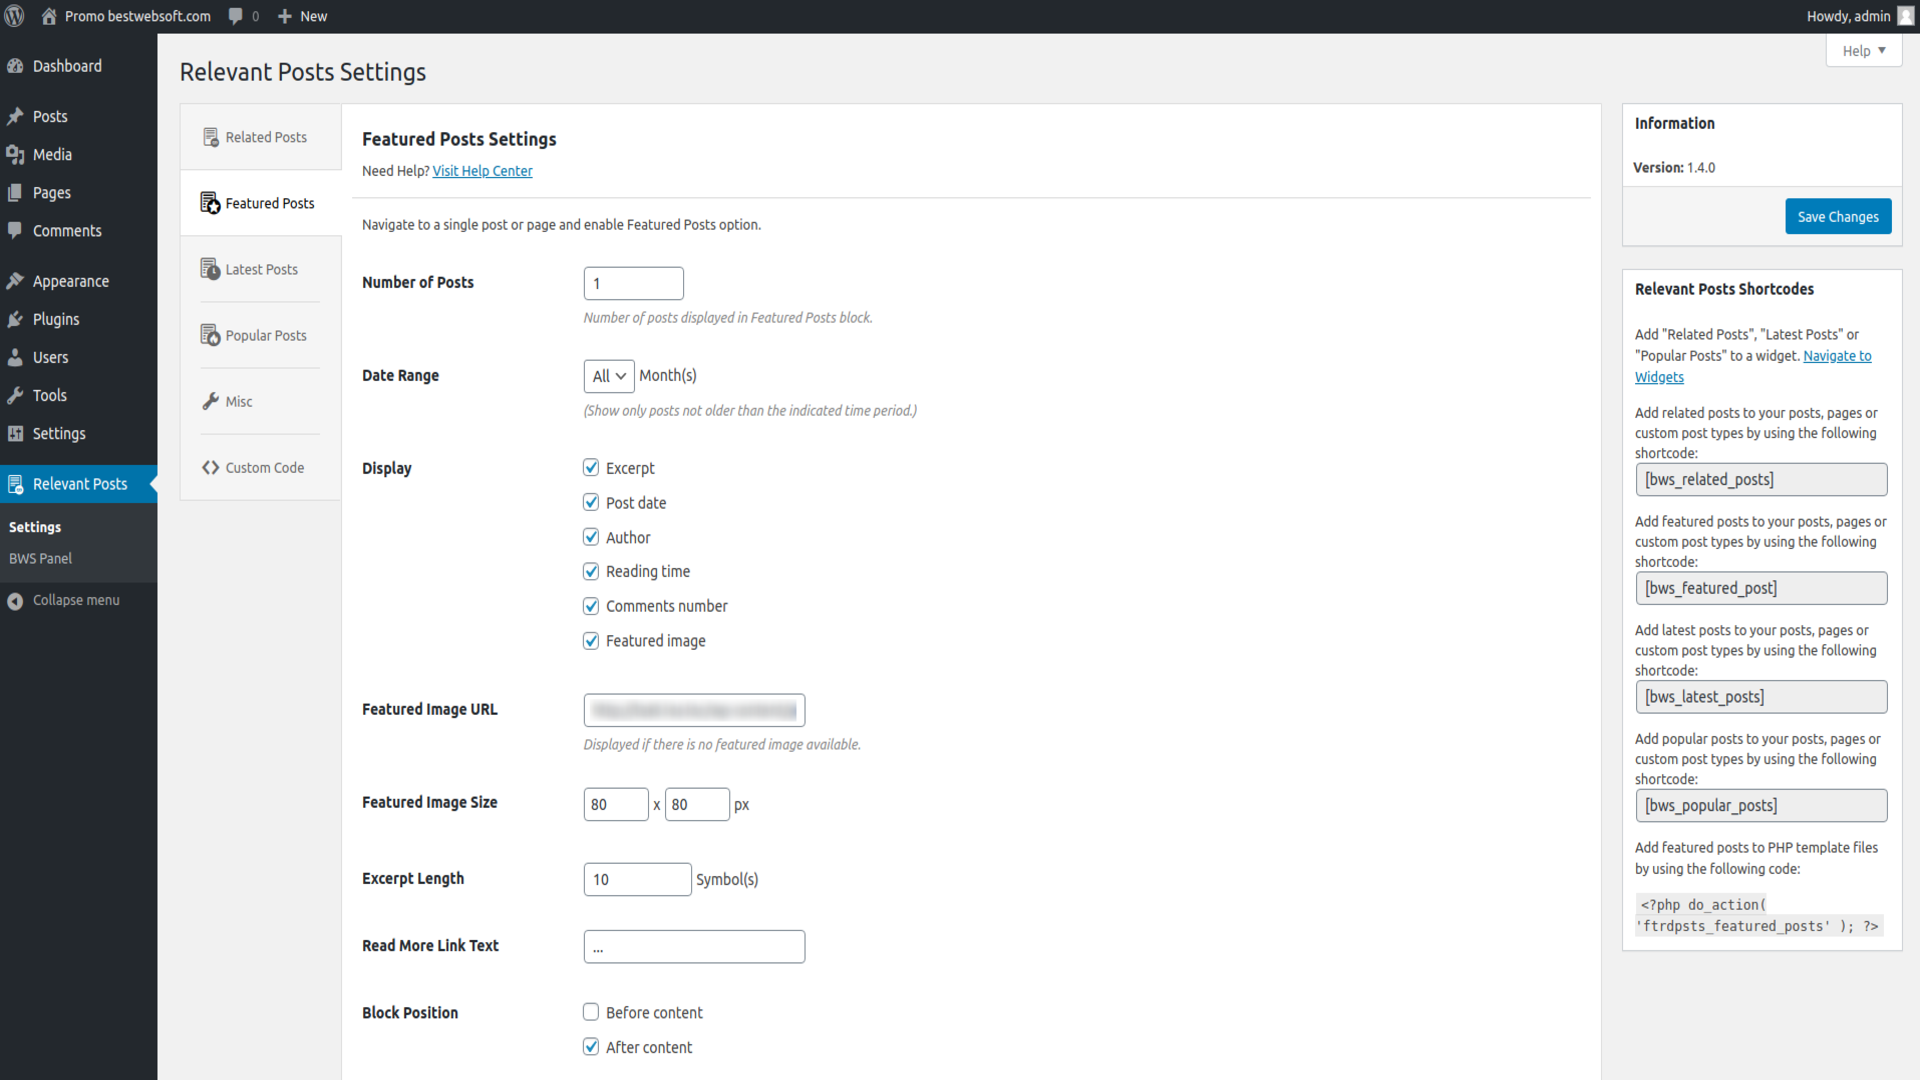 Promo bestwebsoft.com 0 New
Howdy, admin
Help
Dashboard
Posts
Media
Pages
Comments
Appearance
Plugins
Users
Tools
Settings
Relevant Posts
Settings
BWS Panel
Collapse menu
Relevant Posts Settings
Related Posts
Featured Posts
Latest Posts
Popular Posts
Misc
Custom Code
Featured Posts Settings
Need Help? Visit Help Center
Navigate to a single post or page and enable Featured Posts option.
Number of Posts
1
Number of posts displayed in Featured Posts block.
Date Range
All Month(s)
(Show only posts not older than the indicated time period.)
Display
Excerpt
Post date
Author
Reading time
Comments number
Featured image
Featured Image URL
Displayed if there is no featured image available.
Featured Image Size
80 x 80 px
Excerpt Length
10 Symbol(s)
Read More Link Text
...
Block Position
Before content
After content
Information
Version: 1.4.0
Save Changes
Relevant Posts Shortcodes
Add "Related Posts", "Latest Posts" or
"Popular Posts" to a widget. Navigate to
Widgets
Add related posts to your posts, pages or
custom post types by using the following
shortcode:
[bws_related_posts]
Add featured posts to your posts, pages or
custom post types by using the following
shortcode:
[bws_featured_post]
Add latest posts to your posts, pages or
custom post types by using the following
shortcode:
[bws_latest_posts]
Add popular posts to your posts, pages or
custom post types by using the following
shortcode:
[bws_popular_posts]
Add featured posts to PHP template files
by using the following code:
<?php do_action(
'ftrdpsts_featured_posts' ); ?>